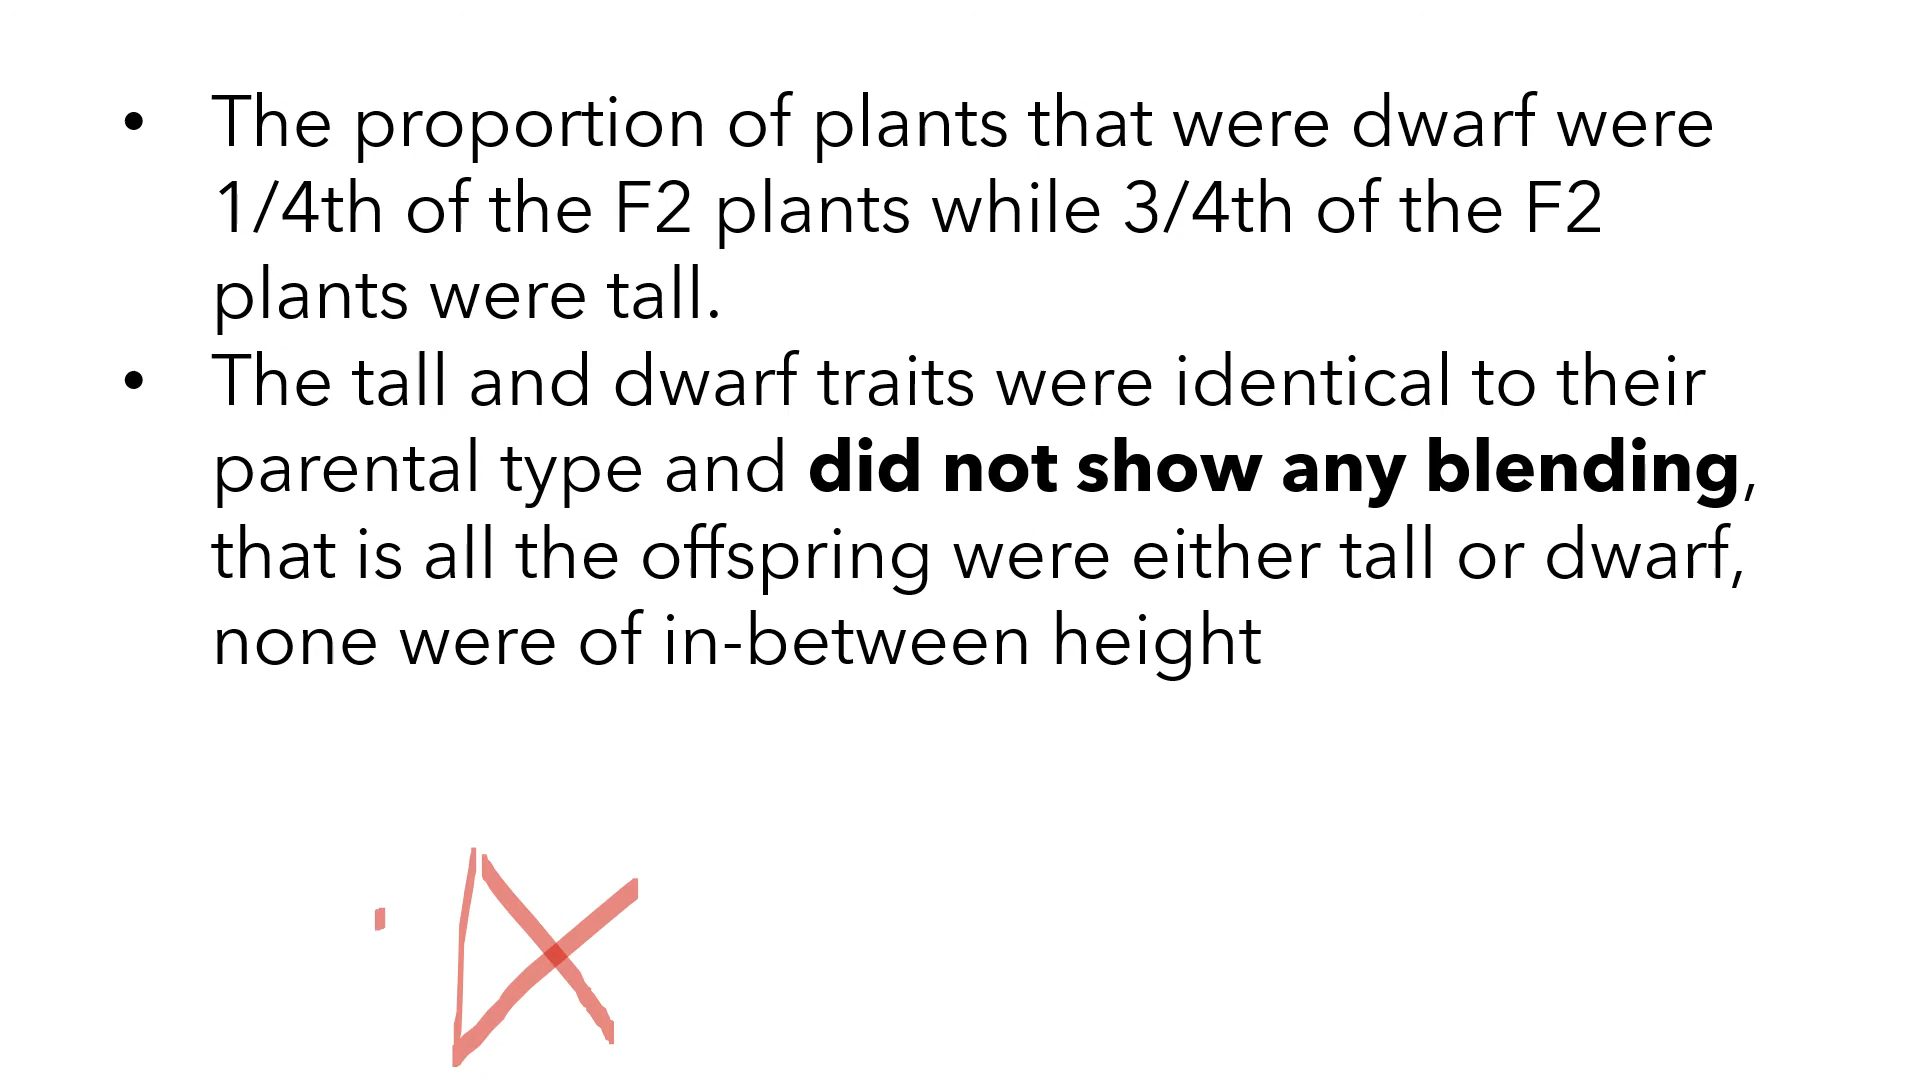 • The proportion of plants that were dwarf were
1/4th of the F2 plants while 3/4th of the F2
plants were tall.
• The tall and dwarf traits were identical to their
parental type and did not show any blending,
that is all the offspring were either tall or dwarf,
none were of in-between height